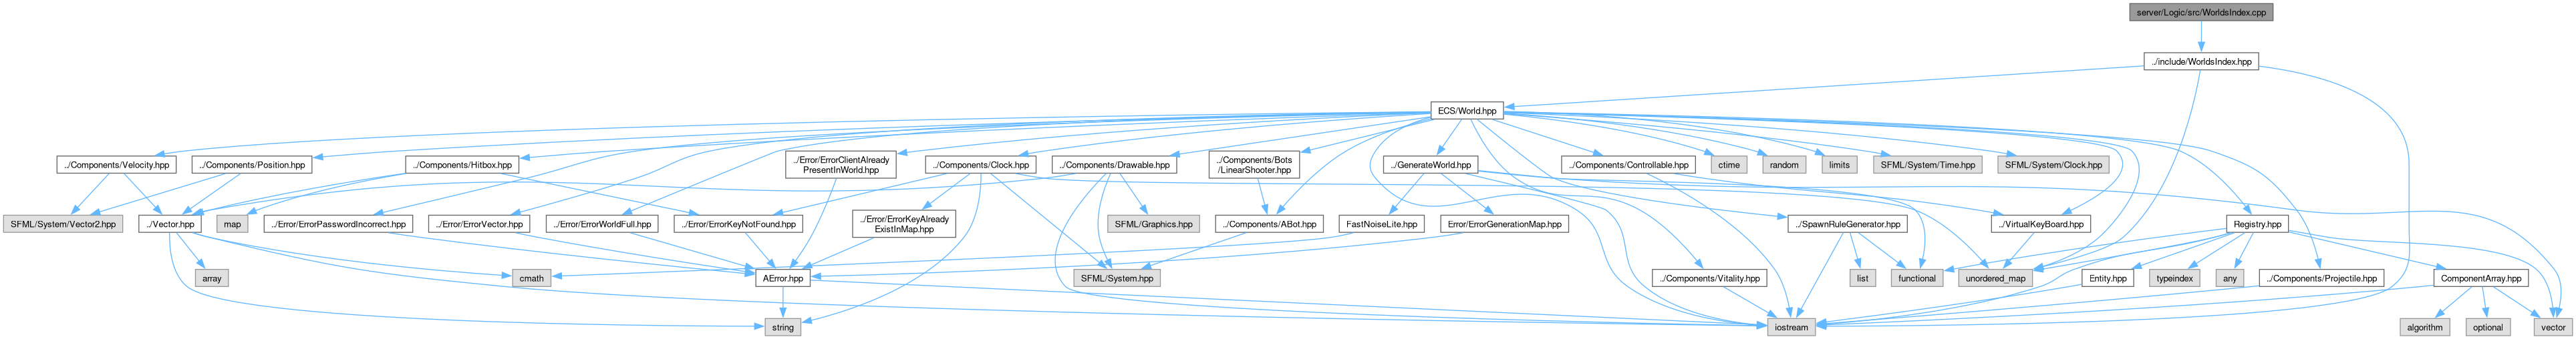 server/Logic/src/WorldsIndex.cpp
../include/WorldsIndex.hpp
ECS/World.hpp
../Components/Velocity.hpp
../Components/Position.hpp
../Components/Hitbox.hpp
../Error/ErrorClientAlready
PresentInWorld.hpp
../Components/Clock.hpp
../Components/Drawable.hpp
../Components/Bots
/LinearShooter.hpp
../GenerateWorld.hpp
../Components/Controllable.hpp
ctime
random
limits
SFML/System/Time.hpp
SFML/System/Clock.hpp
SFML/System/Vector2.hpp
../Vector.hpp
map
../Error/ErrorPasswordIncorrect.hpp
../Error/ErrorVector.hpp
../Error/ErrorWorldFull.hpp
../Error/ErrorKeyNotFound.hpp
../Error/ErrorKeyAlready
ExistInMap.hpp
SFML/Graphics.hpp
../Components/ABot.hpp
FastNoiseLite.hpp
Error/ErrorGenerationMap.hpp
../SpawnRuleGenerator.hpp
../VirtualKeyBoard.hpp
Registry.hpp
array
cmath
AError.hpp
SFML/System.hpp
../Components/Vitality.hpp
list
functional
unordered_map
Entity.hpp
typeindex
any
../Components/Projectile.hpp
ComponentArray.hpp
string
iostream
algorithm
optional
vector